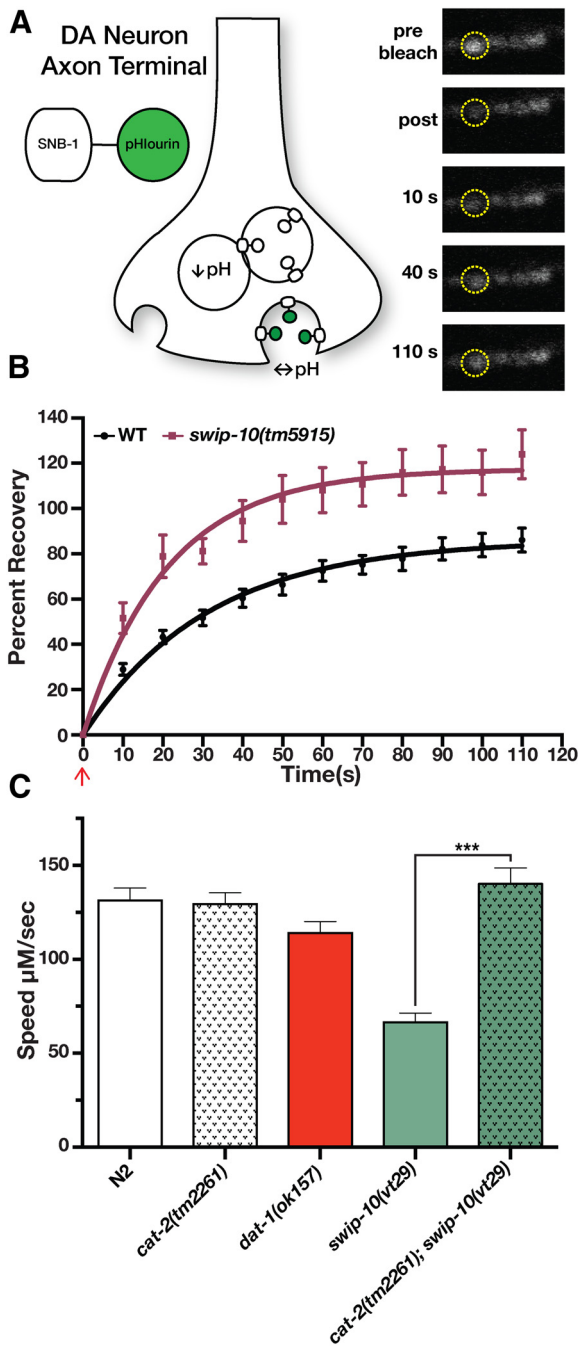 A
DA Neuron
Axon Terminal
SNB-1
pHlourin
↓pH
↔pH
pre
bleach
post
10 s
40 s
110 s
B
WT
swip-10(tm5915)
Percent Recovery
140
120
100
80
60
40
20
0
0 10 20 30 40 50 60 70 80 90 100 110 120
Time(s)
C
***
Speed µM/sec
150
100
50
0
N2
cat-2(tm2261)
dat-1(ok157)
swip-10(vt29)
cat-2(tm2261); swip-10(vt29)